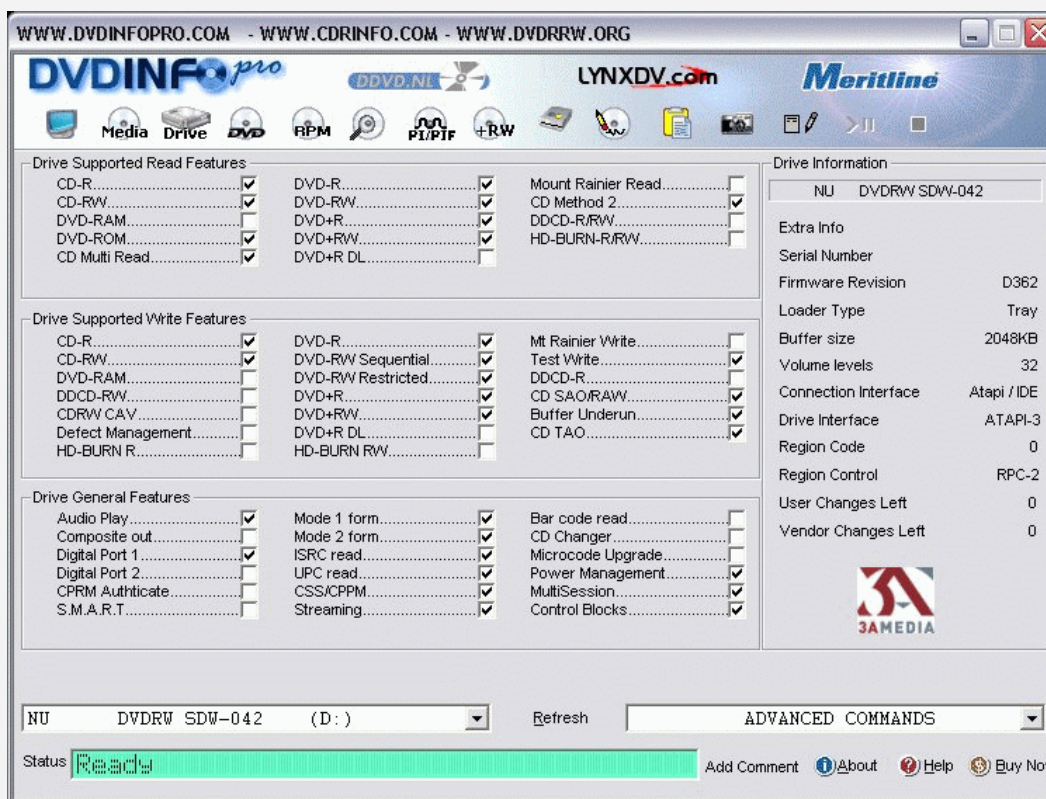 WWW.DVDINFOPRO.COM - WWW.CDRINFO.COM - WWW.DVDRRW.ORG
DVDINFO pro
DDVD.NL
LYNXDV.com
Meritline
Media
Drive
DVD
RPM
PI/PIF
+RW
Drive Supported Read Features
CD-R
CD-RW
DVD-RAM
DVD-ROM
CD Multi Read
DVD-R
DVD-RW
DVD+R
DVD+RW
DVD+R DL
Mount Rainier Read
CD Method 2
DDCD-R/RW
HD-BURN-R/RW
Drive Supported Write Features
CD-R
CD-RW
DVD-RAM
DDCD-RW
CDRW CAV
Defect Management
HD-BURN R
DVD-R
DVD-RW Sequential
DVD-RW Restricted
DVD+R
DVD+RW
DVD+R DL
HD-BURN RW
Mt Rainier Write
Test Write
DDCD-R
CD SAO/RAW
Buffer Underun
CD TAO
Drive General Features
Audio Play
Composite out
Digital Port 1
Digital Port 2
CPRM Authticate
S.M.A.R.T
Mode 1 form
Mode 2 form
ISRC read
UPC read
CSS/CPPM
Streaming
Bar code read
CD Changer
Microcode Upgrade
Power Management
MultiSession
Control Blocks
Drive Information
NU DVDRW SDW-042
Extra Info
Serial Number
Firmware Revision D362
Loader Type Tray
Buffer size 2048KB
Volume levels 32
Connection Interface Atapi / IDE
Drive Interface ATAPI-3
Region Code 0
Region Control RPC-2
User Changes Left 0
Vendor Changes Left 0
3AMEDIA
NU DVDRW SDW-042 (D:)
Refresh
ADVANCED COMMANDS
Status Ready
Add Comment
About
Help
Buy No